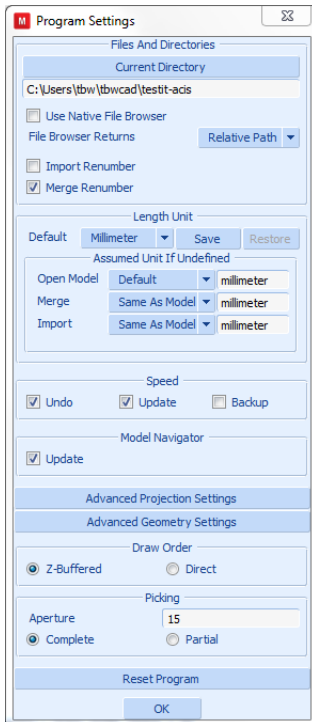 M Program Settings
Files And Directories
Current Directory
C:\Users\tbw\tbwcad\testit-acis
Use Native File Browser
File Browser Returns Relative Path
Import Renumber
Merge Renumber
Length Unit
Default Millimeter Save Restore
Assumed Unit If Undefined
Open Model Default millimeter
Merge Same As Model millimeter
Import Same As Model millimeter
Speed
Undo Update Backup
Model Navigator
Update
Advanced Projection Settings
Advanced Geometry Settings
Draw Order
Z-Buffered Direct
Picking
Aperture 15
Complete Partial
Reset Program
OK